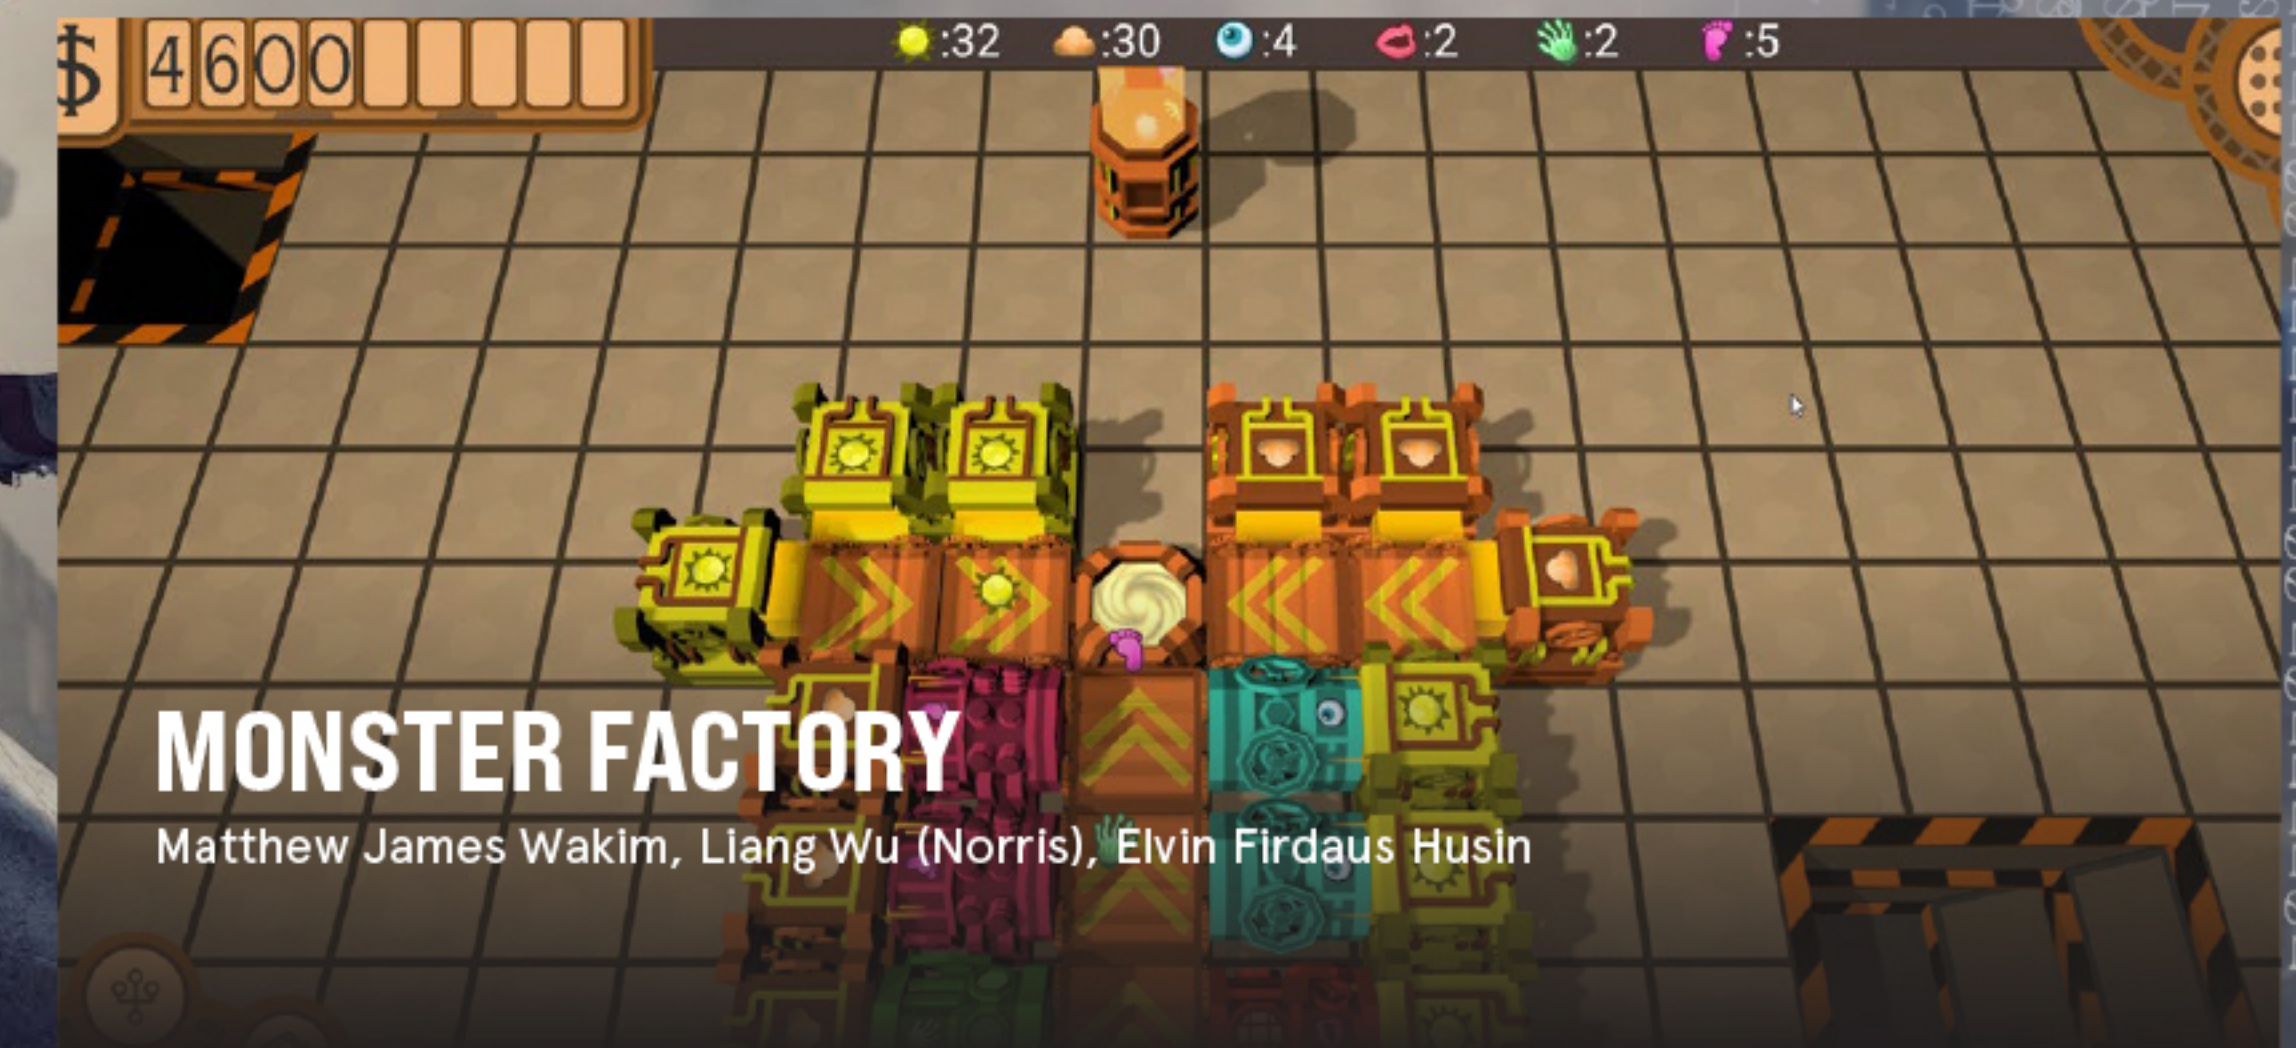 $ 4600
:32 :30 :4 :2 :2 :5
MONSTER FACTORY
Matthew James Wakim, Liang Wu (Norris), Elvin Firdaus Husin